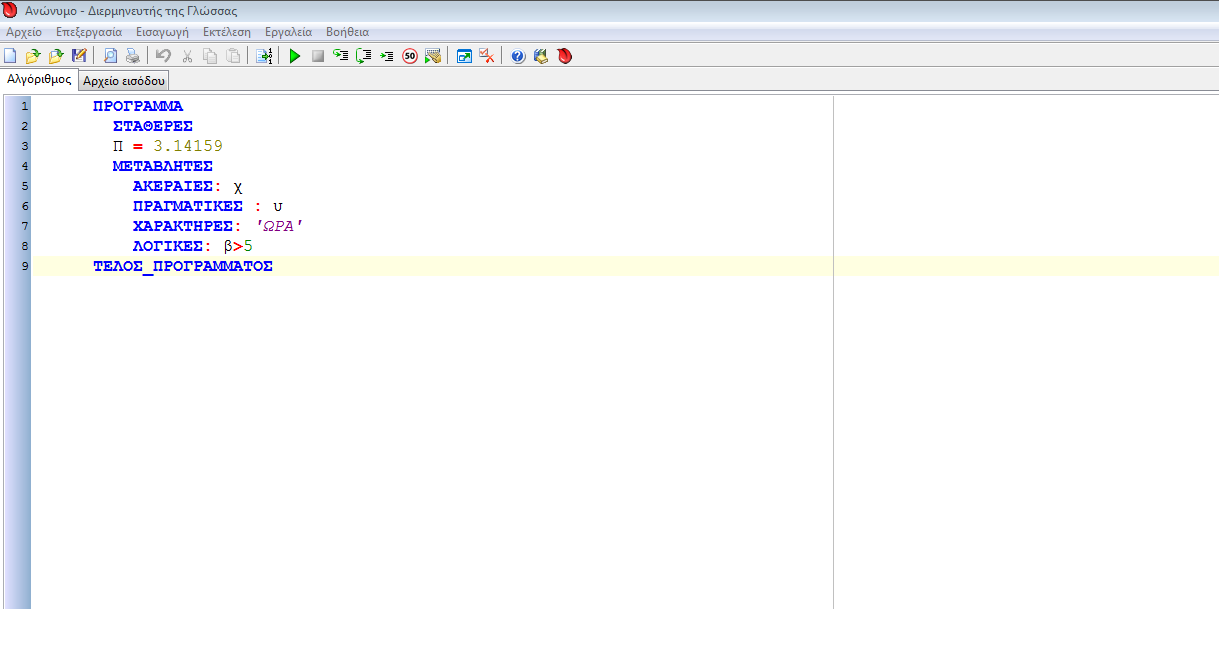 Ανώνυμο - Διερμηνευτής της Γλώσσας
Αρχείο Επεξεργασία Εισαγωγή Εκτέλεση Εργαλεία Βοήθεια
50
Αλγόριθμος Αρχείο εισόδου
1 ΠΡΟΓΡΑΜΜΑ
2 ΣΤΑΘΕΡΕΣ
3 Π = 3.14159
4 ΜΕΤΑΒΛΗΤΕΣ
5 ΑΚΕΡΑΙΕΣ: χ
6 ΠΡΑΓΜΑΤΙΚΕΣ : υ
7 ΧΑΡΑΚΤΗΡΕΣ: 'ΩΡΑ'
8 ΛΟΓΙΚΕΣ: β>5
9 ΤΕΛΟΣ_ΠΡΟΓΡΑΜΜΑΤΟΣ